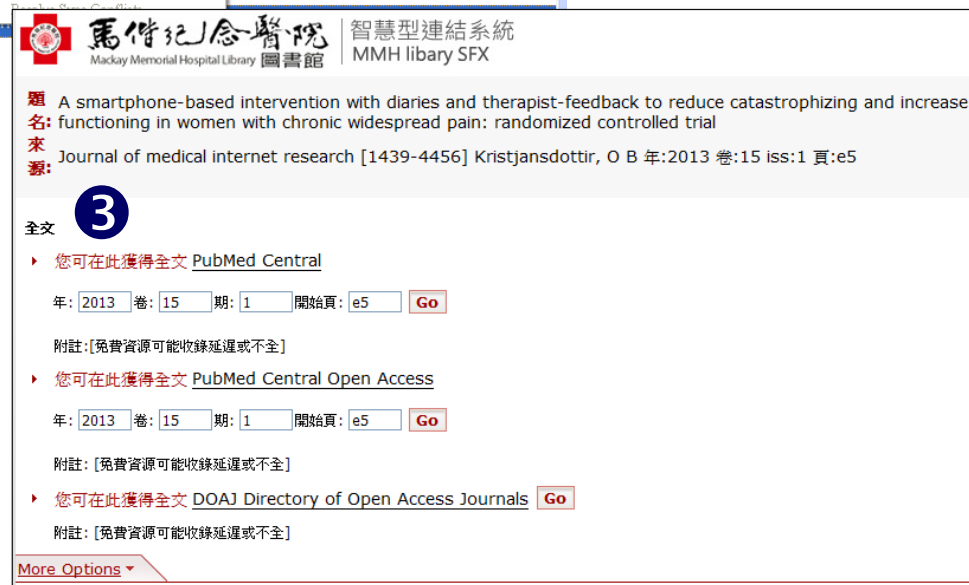 Resolve Sfx Conflicts
馬偕紀念醫院
Mackay Memorial Hospital Library 圖書館
智慧型連結系統
MMH libary SFX
題名: A smartphone-based intervention with diaries and therapist-feedback to reduce catastrophizing and increase
functioning in women with chronic widespread pain: randomized controlled trial
來源: Journal of medical internet research [1439-4456] Kristjansdottir, O B 年:2013 卷:15 iss:1 頁:e5
3
全文
您可在此獲得全文 PubMed Central
年: 2013 卷: 15 期: 1 開始頁: e5 Go
附註:[免費資源可能收錄延遲或不全]
您可在此獲得全文 PubMed Central Open Access
年: 2013 卷: 15 期: 1 開始頁: e5 Go
附註: [免費資源可能收錄延遲或不全]
您可在此獲得全文 DOAJ Directory of Open Access Journals Go
附註: [免費資源可能收錄延遲或不全]
More Options